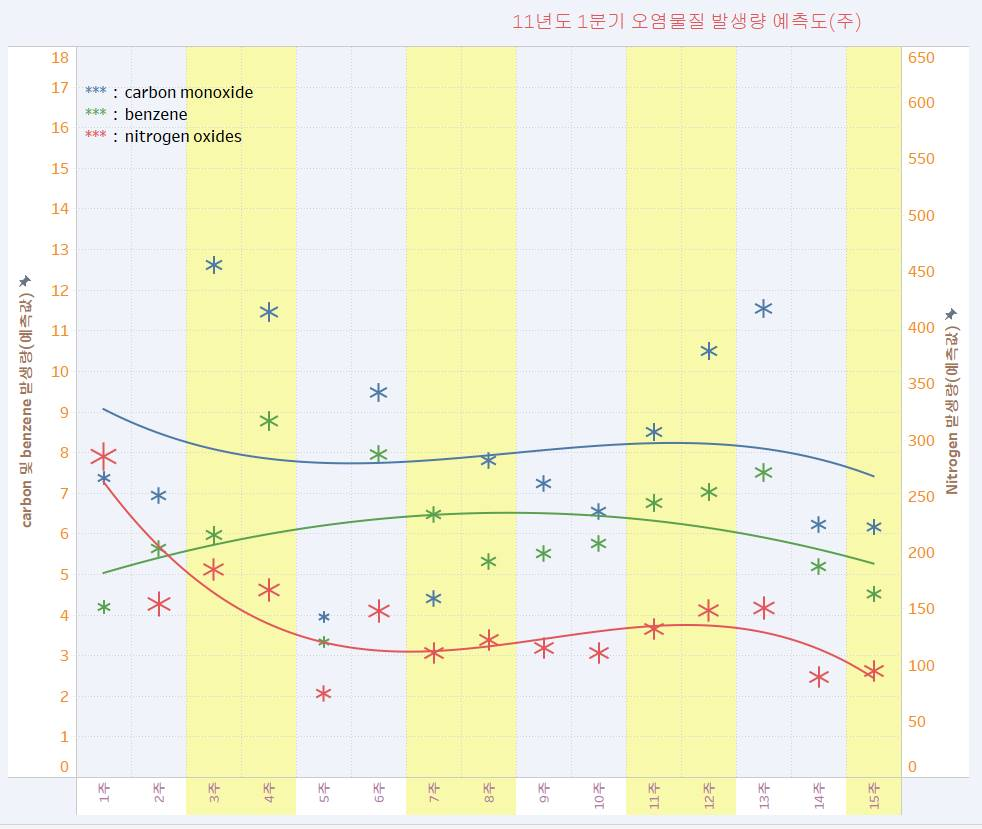 11년도 1분기 오염물질 발생량 예측도(주)
18
17
16
15
14
13
12
11
10
9
8
7
6
5
4
3
2
1
0
carbon 및 benzene 발생량(예측값)
*** : carbon monoxide
*** : benzene
*** : nitrogen oxides
650
600
550
500
450
400
350
300
250
200
150
100
50
0
Nitrogen 발생량(예측값)
1주
2주
3주
4주
5주
6주
7주
8주
9주
10주
11주
12주
13주
14주
15주